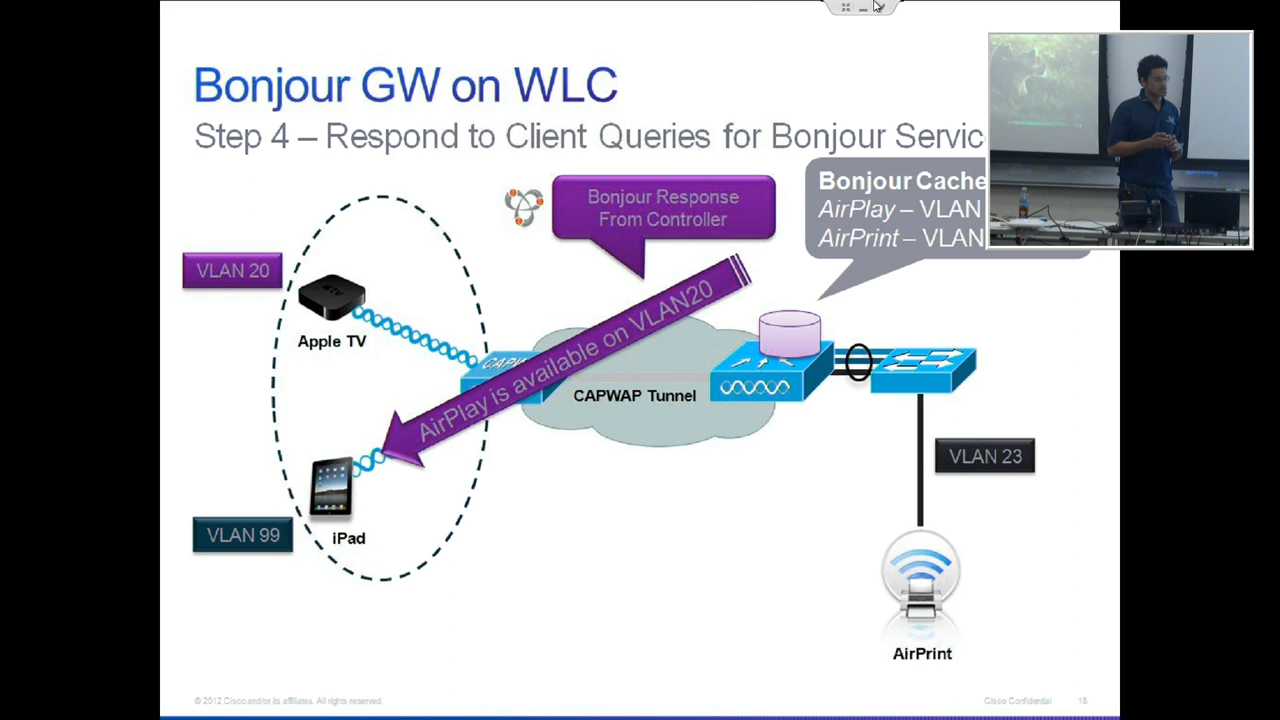 Bonjour GW on WLC
Step 4 – Respond to Client Queries for Bonjour Servic
Bonjour Response
From Controller
Bonjour Cache
AirPlay – VLAN
AirPrint – VLAN
VLAN 20
tv
Apple TV
AirPlay is available on VLAN20
CAPWAP Tunnel
VLAN 23
VLAN 99
iPad
AirPrint
© 2012 Cisco and/or its affiliates. All rights reserved.
Cisco Confidential
18